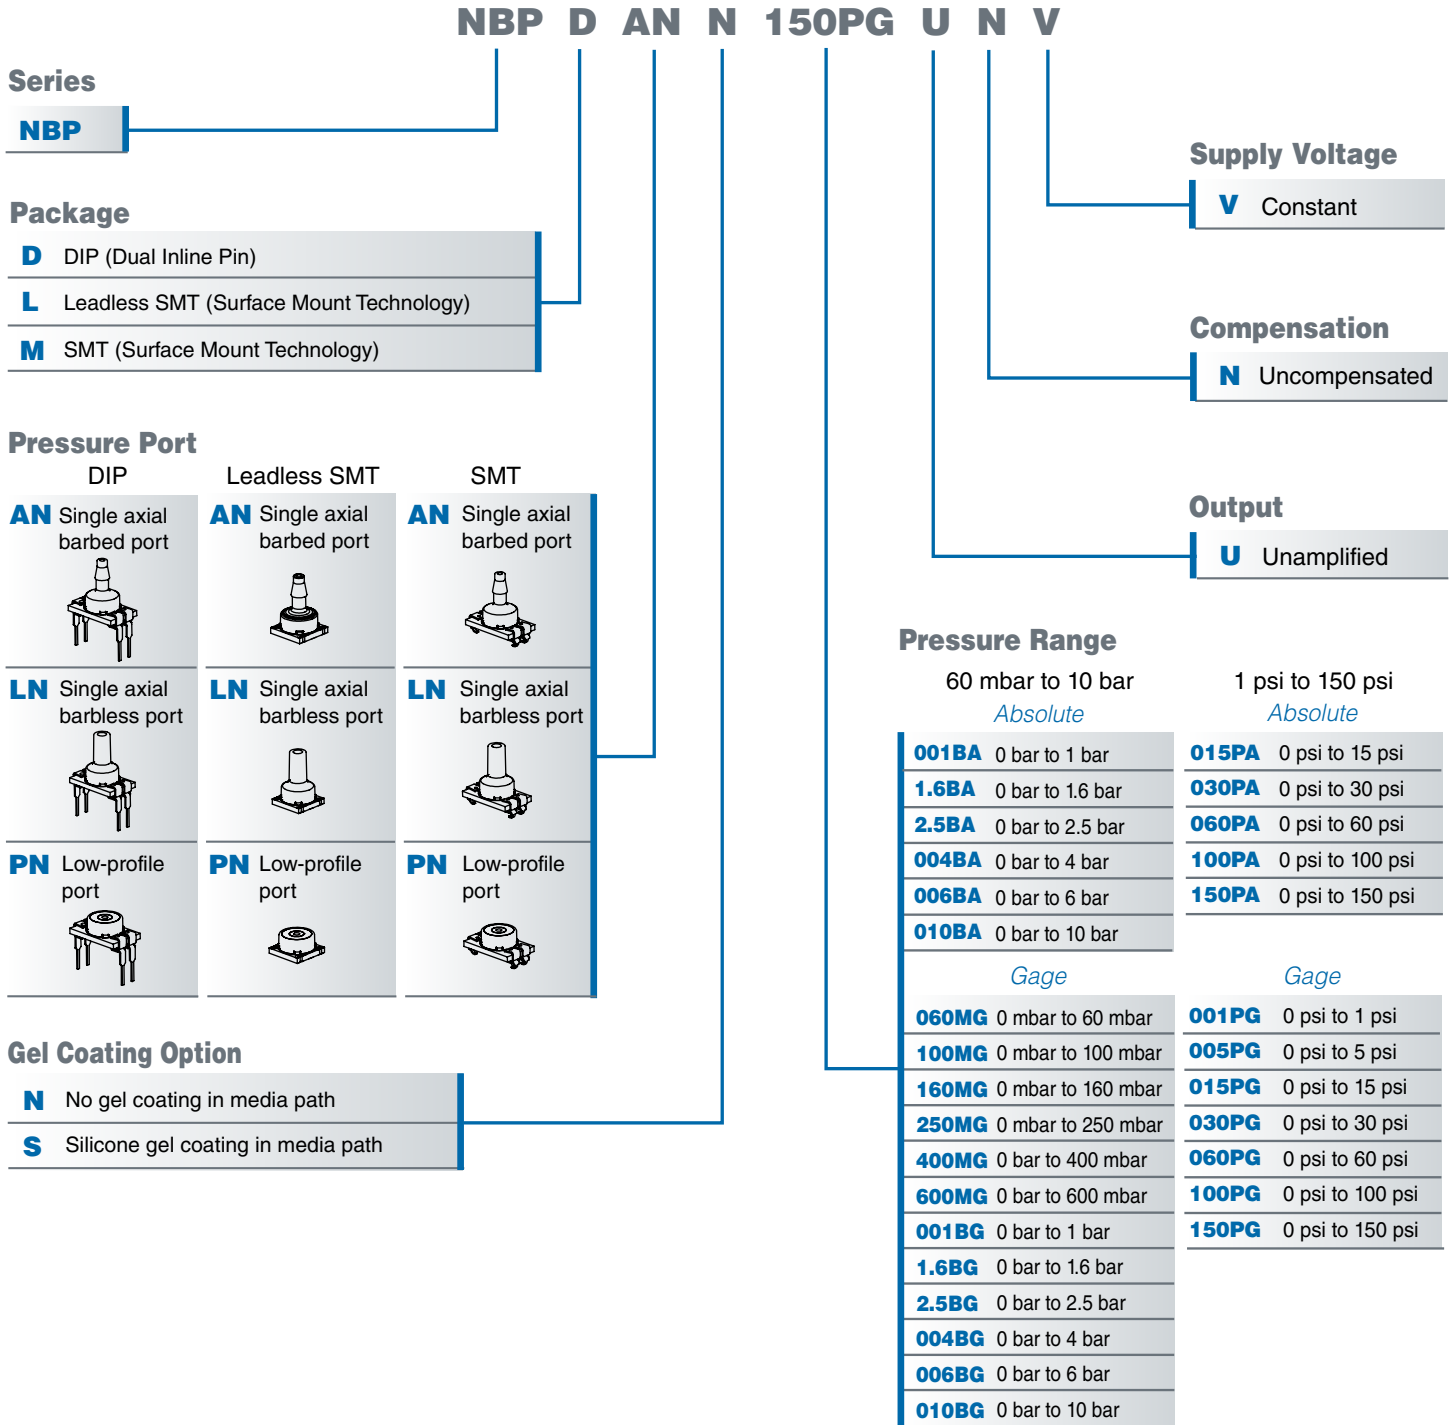 NBP D AN N 150PG U N V
Series
NBP
Package
D DIP (Dual Inline Pin)
L Leadless SMT (Surface Mount Technology)
M SMT (Surface Mount Technology)
Pressure Port
DIP Leadless SMT SMT
AN Single axial barbed port
AN Single axial barbed port
AN Single axial barbed port
LN Single axial barbless port
LN Single axial barbless port
LN Single axial barbless port
PN Low-profile port
PN Low-profile port
PN Low-profile port
Gel Coating Option
N No gel coating in media path
S Silicone gel coating in media path
Supply Voltage
V Constant
Compensation
N Uncompensated
Output
U Unamplified
Pressure Range
60 mbar to 10 bar
Absolute
001BA 0 bar to 1 bar
1.6BA 0 bar to 1.6 bar
2.5BA 0 bar to 2.5 bar
004BA 0 bar to 4 bar
006BA 0 bar to 6 bar
010BA 0 bar to 10 bar
Gage
060MG 0 mbar to 60 mbar
100MG 0 mbar to 100 mbar
160MG 0 mbar to 160 mbar
250MG 0 mbar to 250 mbar
400MG 0 bar to 400 mbar
600MG 0 bar to 600 mbar
001BG 0 bar to 1 bar
1.6BG 0 bar to 1.6 bar
2.5BG 0 bar to 2.5 bar
004BG 0 bar to 4 bar
006BG 0 bar to 6 bar
010BG 0 bar to 10 bar
1 psi to 150 psi
Absolute
015PA 0 psi to 15 psi
030PA 0 psi to 30 psi
060PA 0 psi to 60 psi
100PA 0 psi to 100 psi
150PA 0 psi to 150 psi
Gage
001PG 0 psi to 1 psi
005PG 0 psi to 5 psi
015PG 0 psi to 15 psi
030PG 0 psi to 30 psi
060PG 0 psi to 60 psi
100PG 0 psi to 100 psi
150PG 0 psi to 150 psi